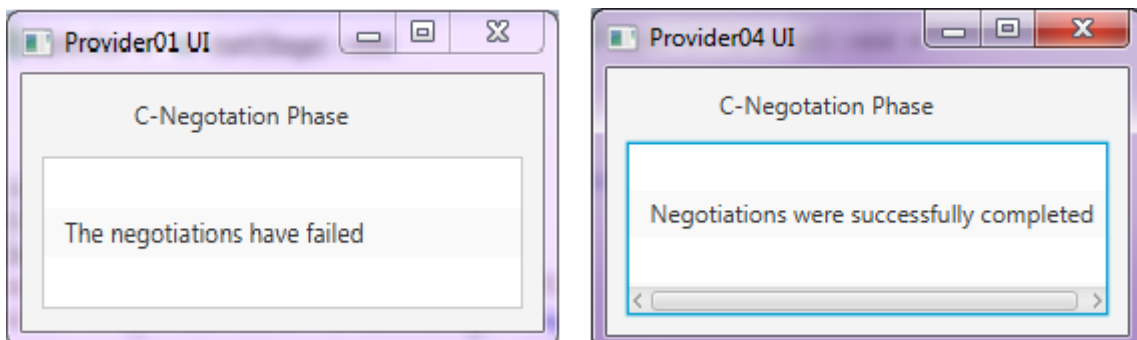 Provider01 UI
C-Negotation Phase
The negotiations have failed
Provider04 UI
C-Negotation Phase
Negotiations were successfully completed